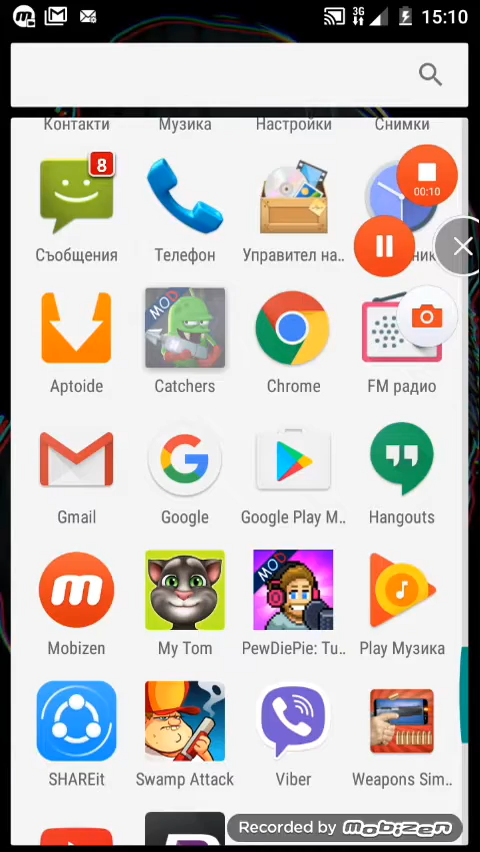 3G
15:10
Контакти
Музика
Настройки
Снимки
8
00:10
Съобщения
Телефон
Управител на..
MOD
Aptoide
Catchers
Chrome
FM радио
Gmail
Google
Google Play M..
Hangouts
MOD
Mobizen
My Tom
PewDiePie: Tu..
Play Музика
SHAREit
Swamp Attack
Viber
Weapons Sim..
Recorded by mobizen